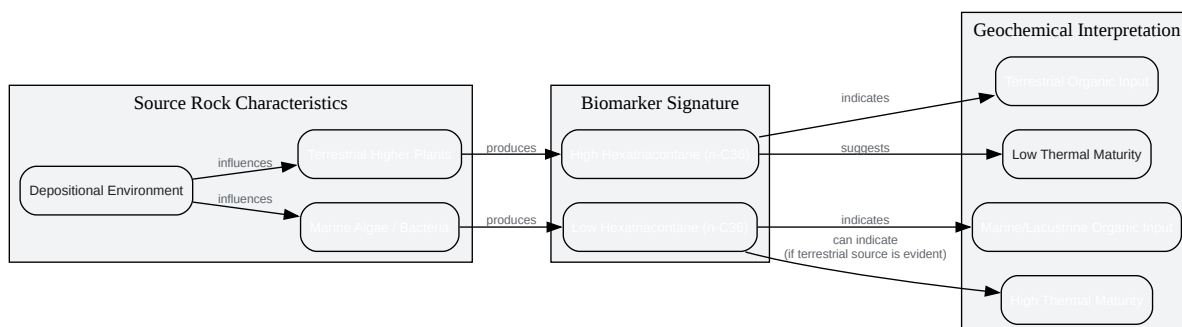 Geochemical Interpretation
Terrestrial Organic Input
indicates
Source Rock Characteristics
Biomarker Signature
Terrestrial Higher Plants
produces
High Hexatriacontane (n-C36)
suggests
Low Thermal Maturity
influences
Depositional Environment
influences
Marine Algae / Bacteria
produces
Low Hexatriacontane (n-C36)
indicates
Marine/Lacustrine Organic Input
can indicate
(if terrestrial source is evident)
High Thermal Maturity